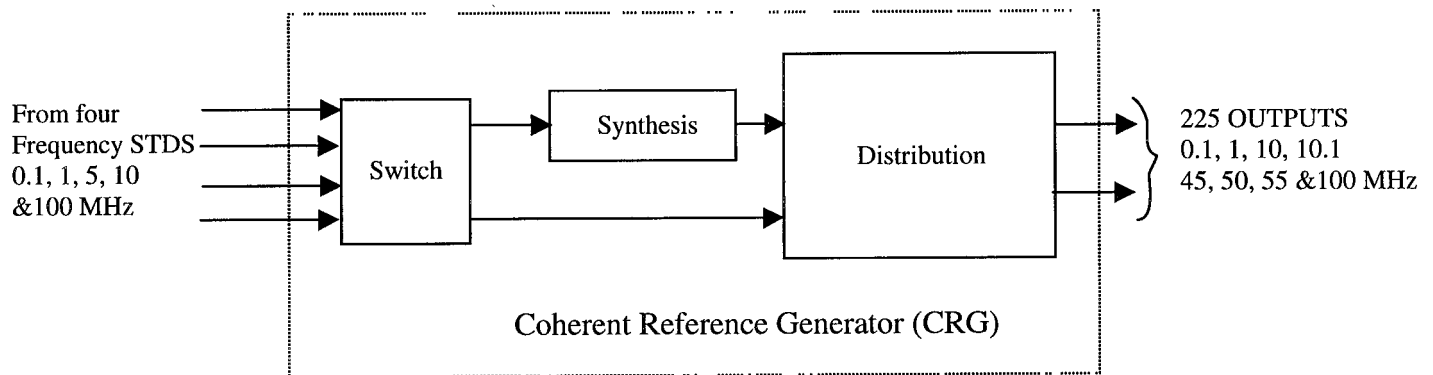 From four
Frequency STDS
0.1, 1, 5, 10
&100 MHz
Switch
Synthesis
Distribution
225 OUTPUTS
0.1, 1, 10, 10.1
45, 50, 55 &100 MHz
Coherent Reference Generator (CRG)